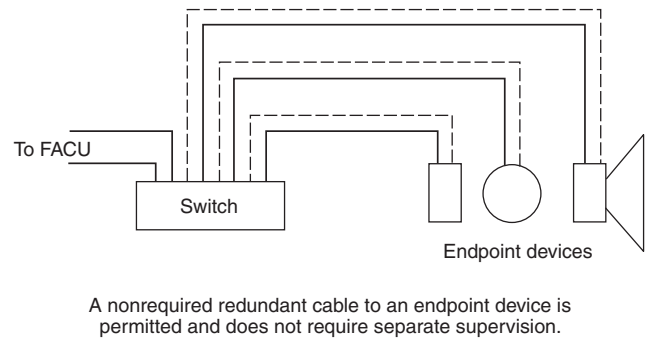 To FACU
Switch
Endpoint devices
A nonrequired redundant cable to an endpoint device is
permitted and does not require separate supervision.